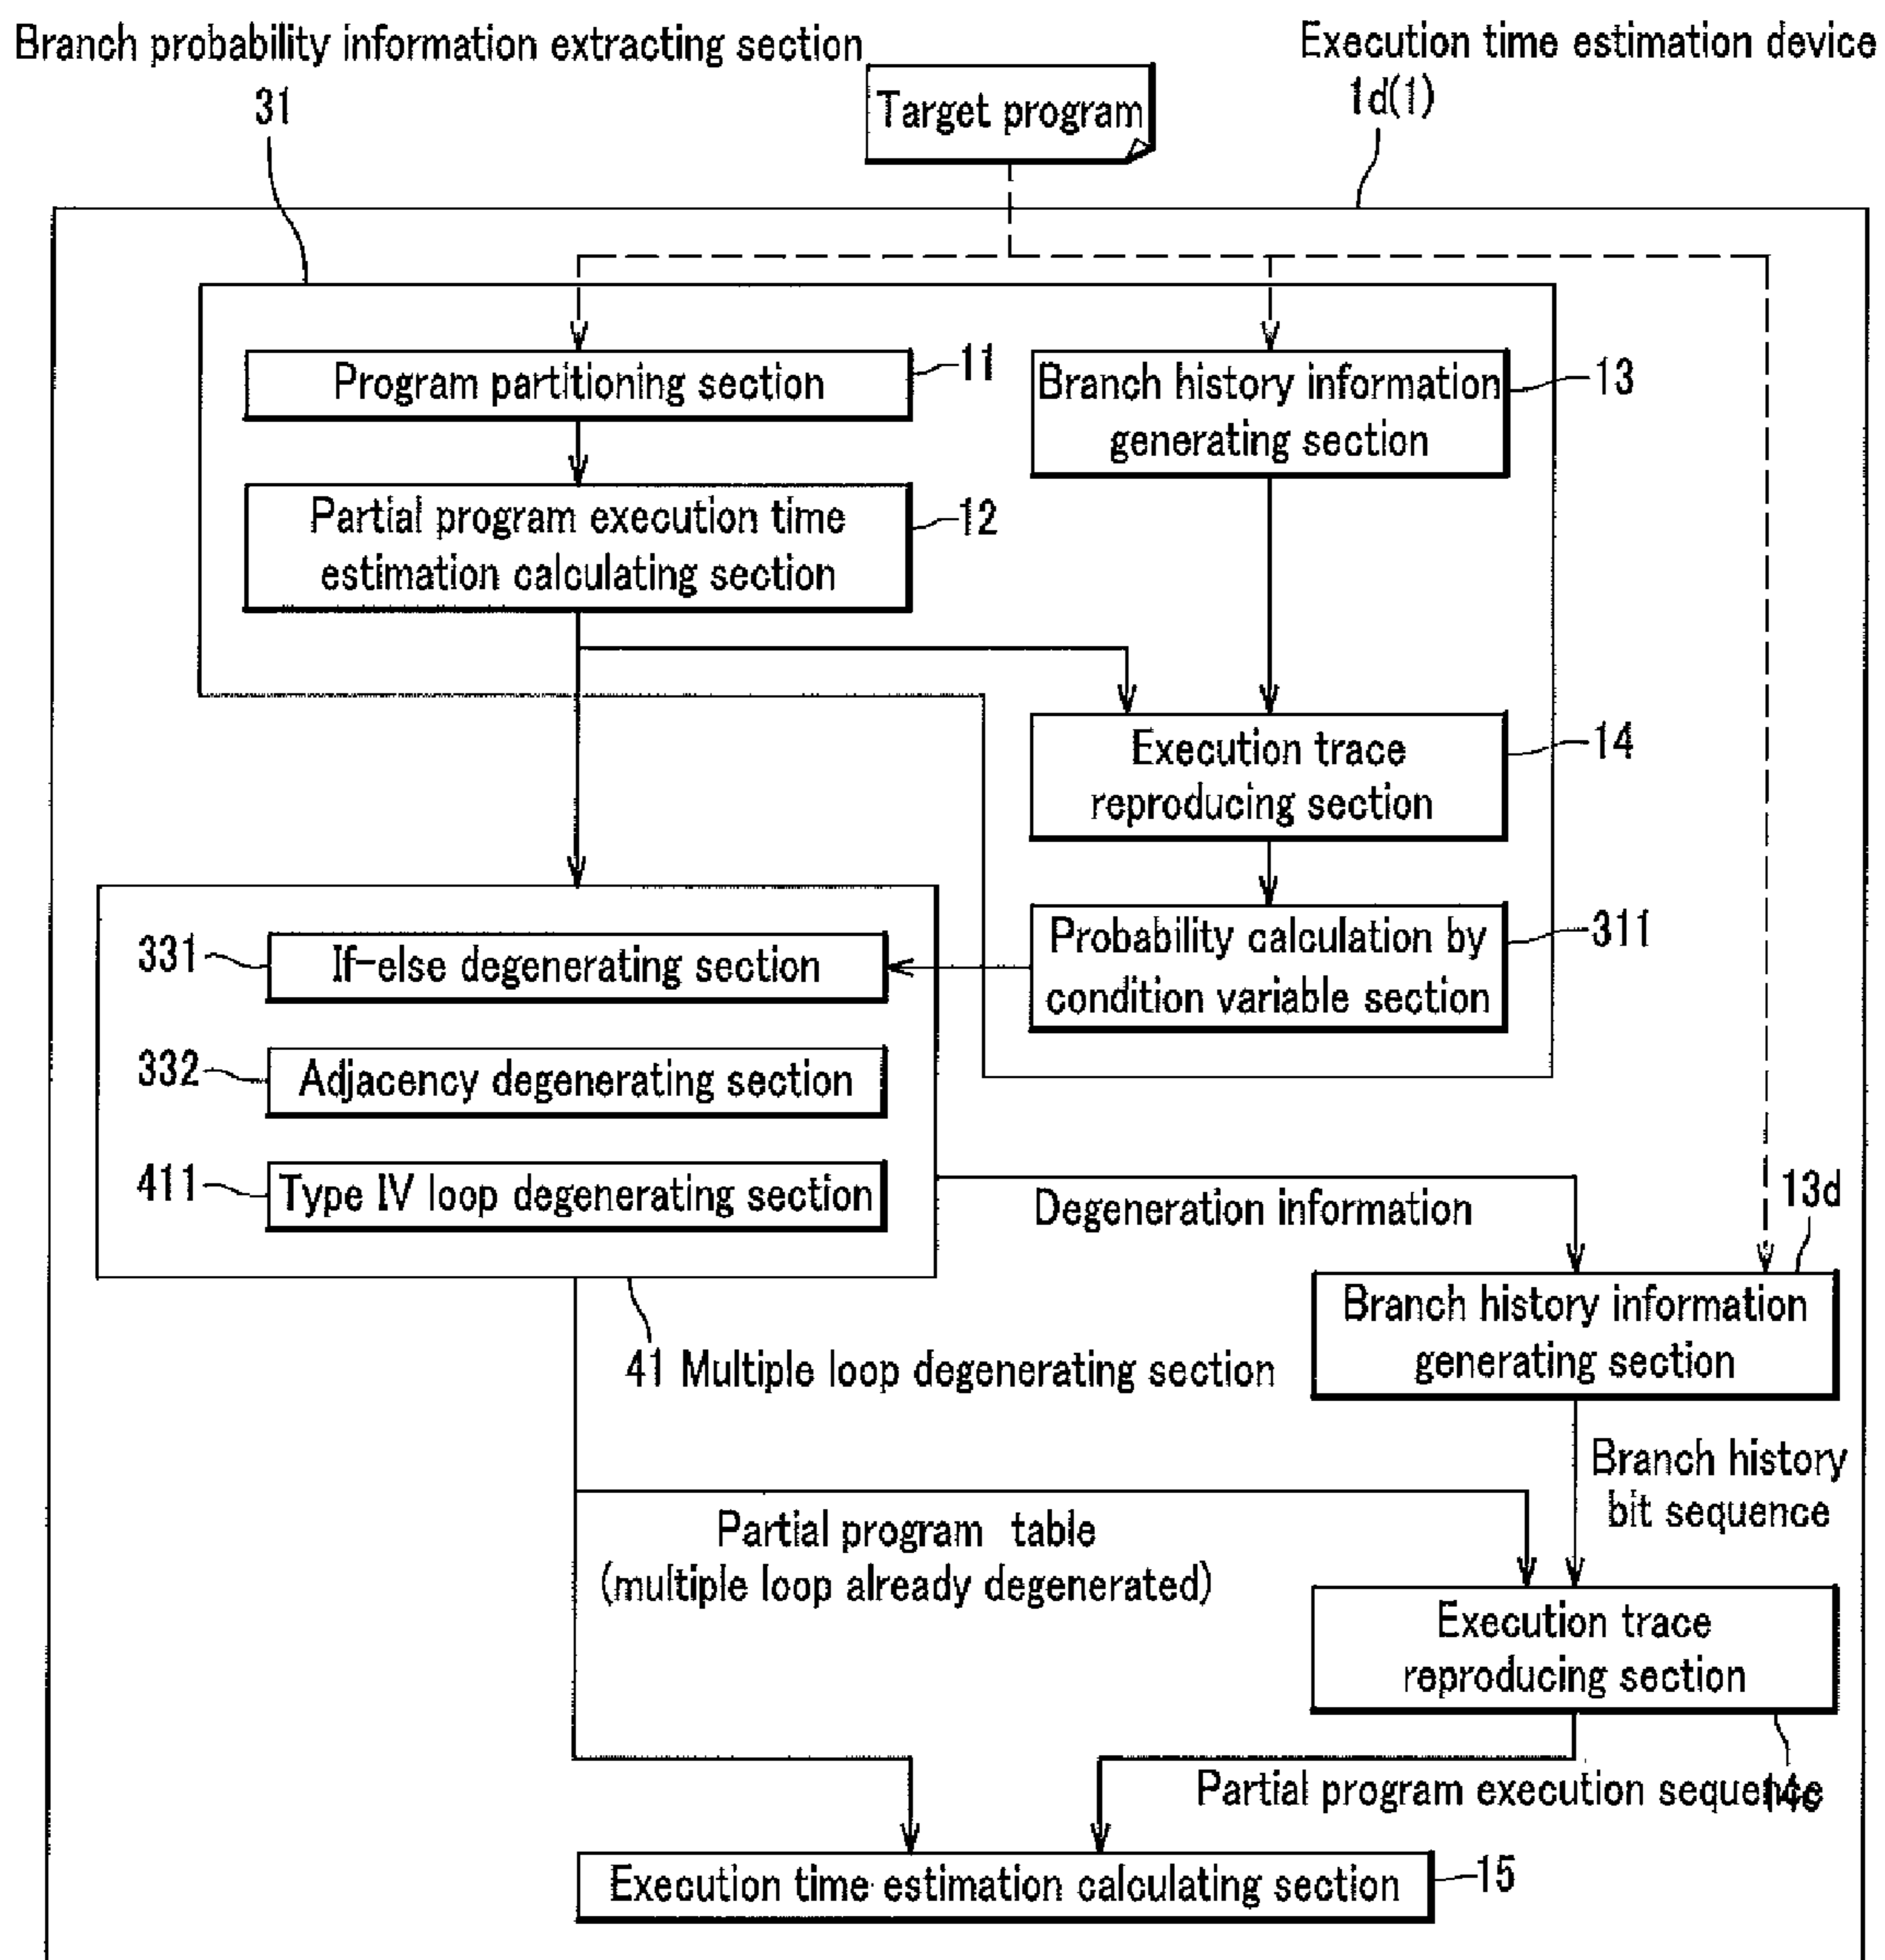 Branch probability information extracting section
31
Target program
Execution time estimation device
1d(1)
Program partitioning section
11
Branch history information
generating section
13
Partial program execution time
estimation calculating section
12
Execution trace
reproducing section
14
331
If-else degenerating section
Probability calculation by
condition variable section
311
332
Adjacency degenerating section
411
Type IV loop degenerating section
Degeneration information
13d
Branch history information
generating section
41 Multiple loop degenerating section
Branch history
bit sequence
Partial program table
(multiple loop already degenerated)
Execution trace
reproducing section
Partial program execution sequence
Execution time estimation calculating section
15